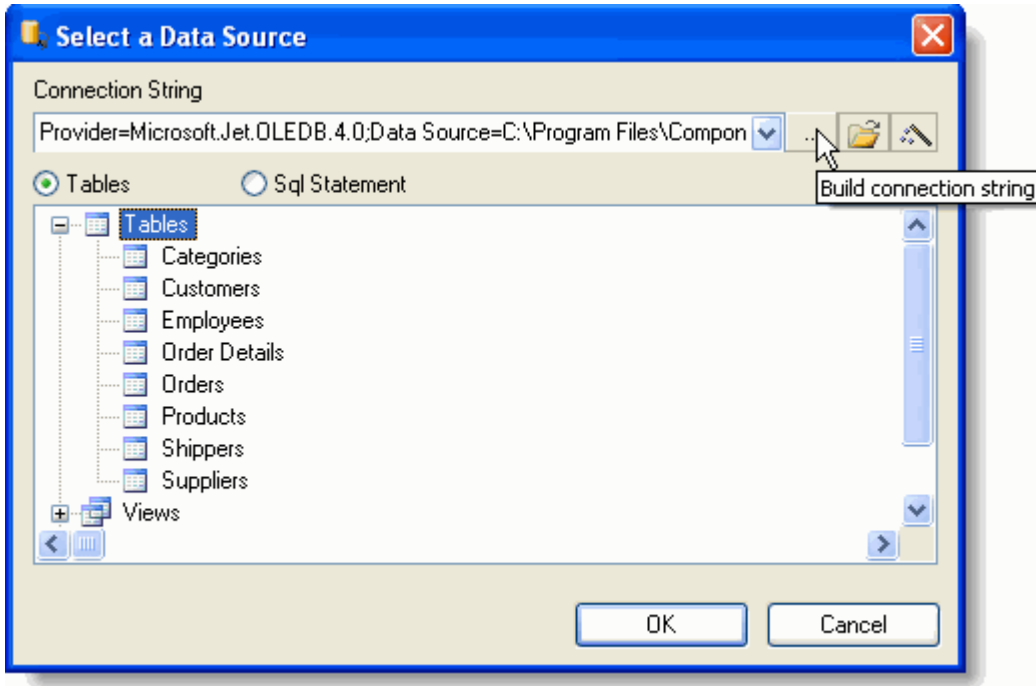 Select a Data Source
Connection String
Provider=Microsoft.Jet.OLEDB.4.0;Data Source=C:\Program Files\Compon ...
Tables Sql Statement
Build connection string
Tables
Categories
Customers
Employees
Order Details
Orders
Products
Shippers
Suppliers
Views
OK Cancel